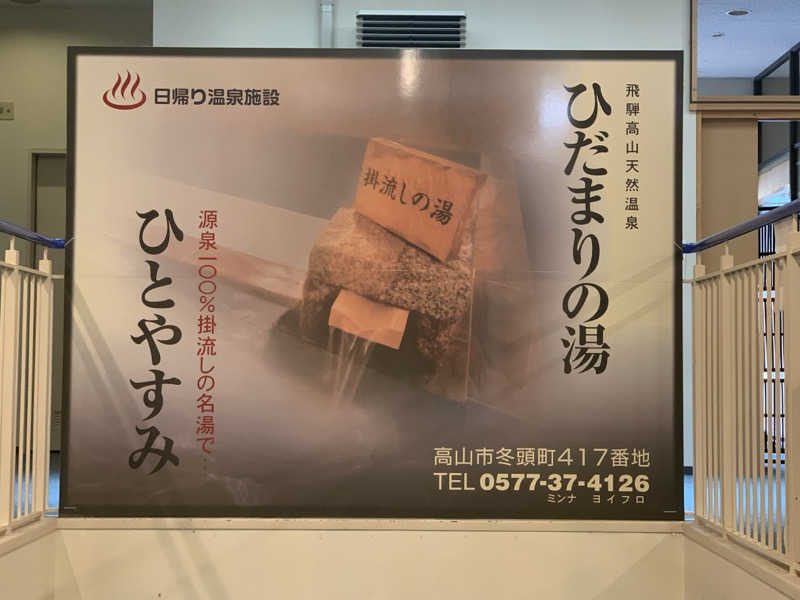 日帰り温泉施設
飛騨高山天然温泉
ひだまりの湯
掛流しの湯
源泉一〇〇%掛流しの名湯で‥
ひとやすみ
高山市冬頭町417番地
TEL 0577-37-4126
ミンナ ヨイフロ